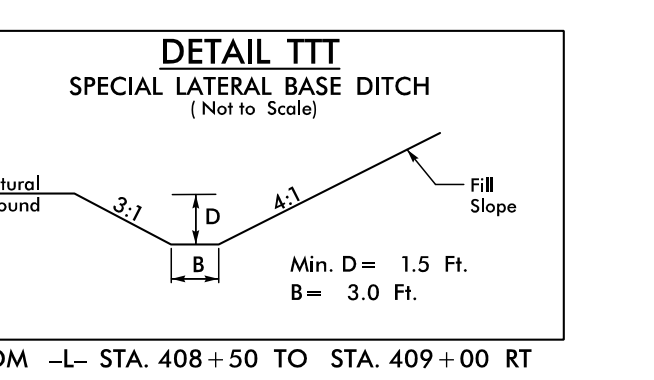 DETAIL TTT
SPECIAL LATERAL BASE DITCH
( Not to Scale)
3:1
D
4:1
Fill
Slope
B
Min. D = 1.5 Ft.
B = 3.0 Ft.
-L- STA. 408+50 TO STA. 409+00 RT